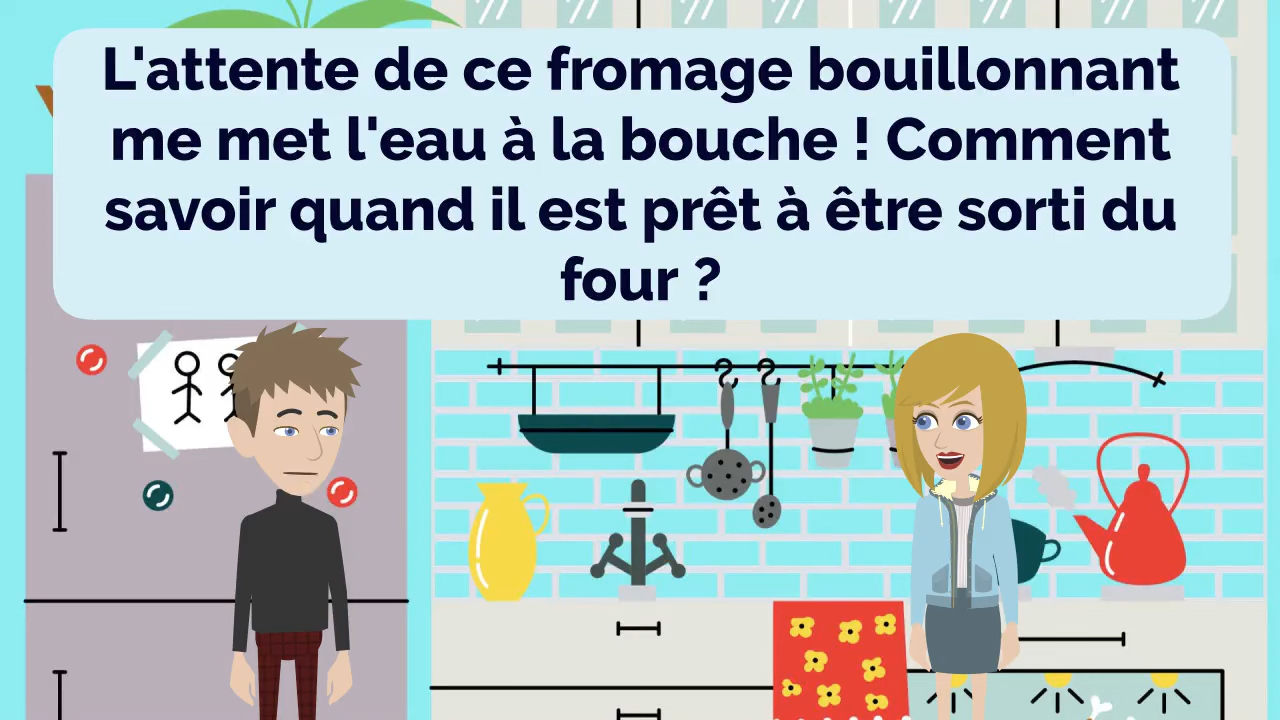 L'attente de ce fromage bouillonnant
me met l'eau à la bouche ! Comment
savoir quand il est prêt à être sorti du
four ?